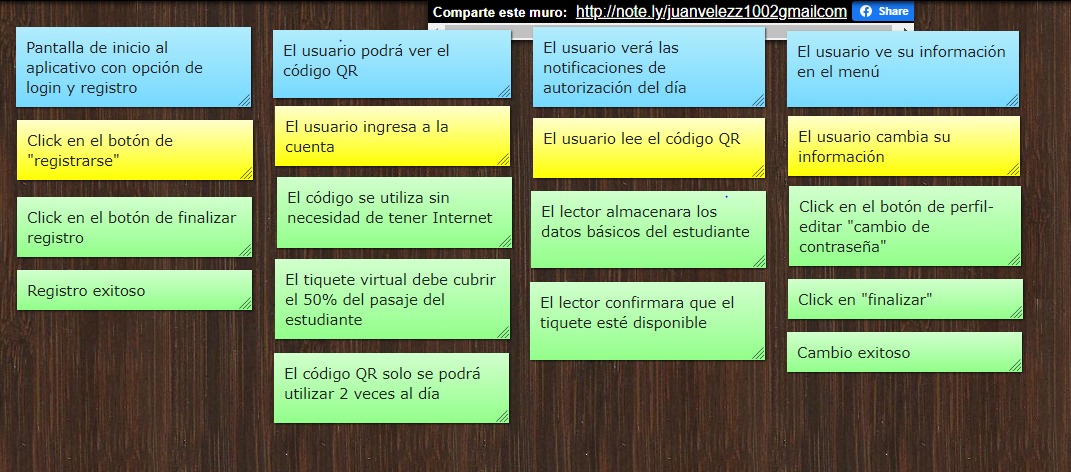 Comparte este muro: http://note.ly/juanvelezz1002gmailcom Share
Pantalla de inicio al
aplicativo con opción de
login y registro
Click en el botón de
"registrarse"
Click en el botón de finalizar
registro
Registro exitoso
El usuario podrá ver el
código QR
El usuario ingresa a la
cuenta
El código se utiliza sin
necesidad de tener Internet
El tiquete virtual debe cubrir
el 50% del pasaje del
estudiante
El código QR solo se podrá
utilizar 2 veces al día
El usuario verá las
notificaciones de
autorización del día
El usuario lee el código QR
El lector almacenara los
datos básicos del estudiante
El lector confirmara que el
tiquete esté disponible
El usuario ve su información
en el menú
El usuario cambia su
información
Click en el botón de perfil-
editar "cambio de
contraseña"
Click en "finalizar"
Cambio exitoso